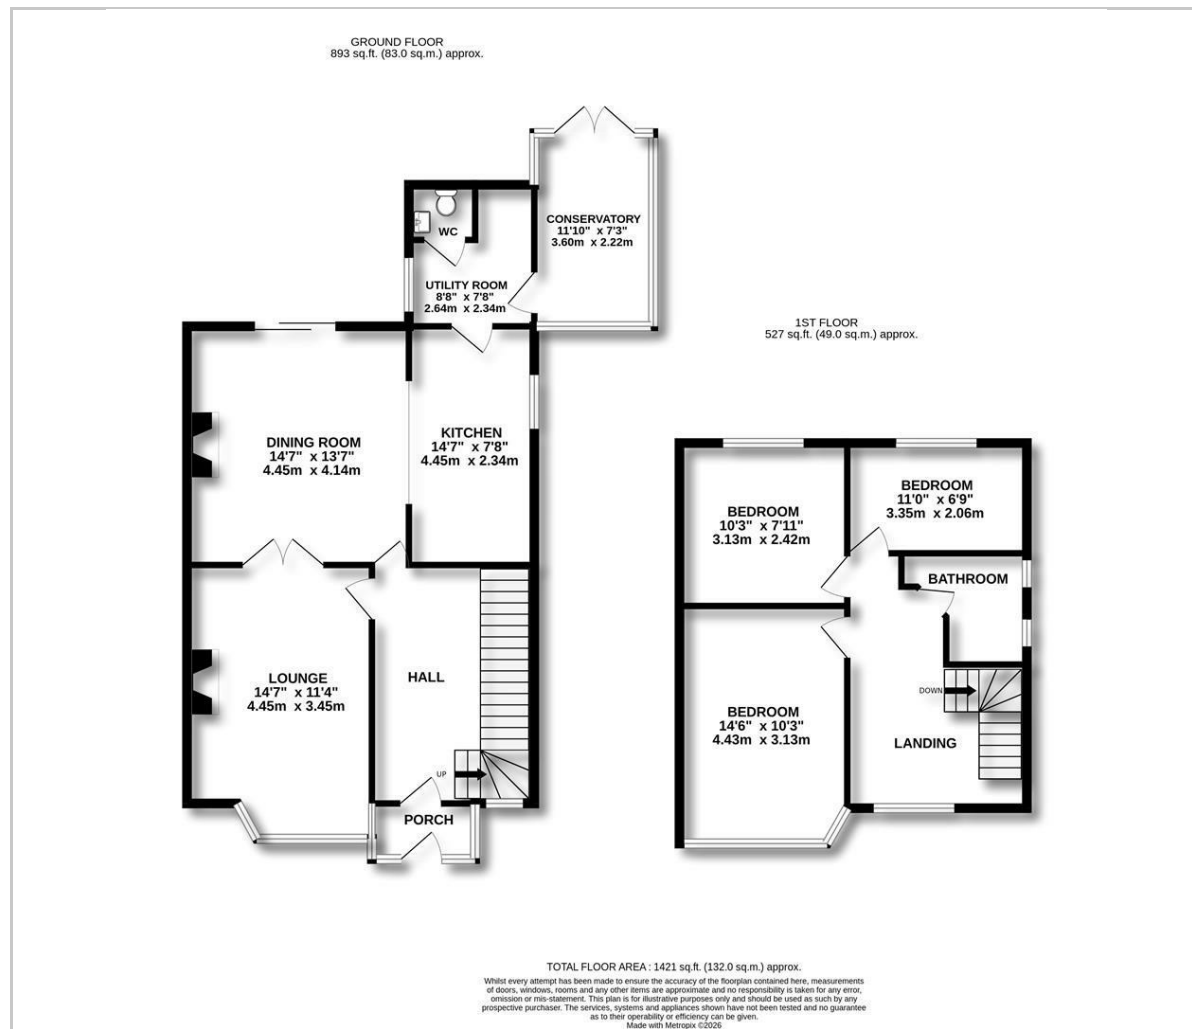 GROUND FLOOR
893 sq.ft. (83.0 sq.m.) approx.
CONSERVATORY
11'10" x 7'3"
3.60m x 2.22m
WC
UTILITY ROOM
8'8" x 7'8"
2.64m x 2.34m
DINING ROOM
14'7" x 13'7"
4.45m x 4.14m
KITCHEN
14'7" x 7'8"
4.45m x 2.34m
LOUNGE
14'7" x 11'4"
4.45m x 3.45m
HALL
UP
PORCH
1ST FLOOR
527 sq.ft. (49.0 sq.m.) approx.
BEDROOM
10'3" x 7'11"
3.13m x 2.42m
BEDROOM
11'0" x 6'9"
3.35m x 2.06m
BATHROOM
BEDROOM
14'6" x 10'3"
4.43m x 3.13m
DOWN
LANDING
TOTAL FLOOR AREA : 1421 sq.ft. (132.0 sq.m.) approx.
Whilst every attempt has been made to ensure the accuracy of the floorplan contained here, measurements
of doors, windows, rooms and any other items are approximate and no responsibility is taken for any error,
omission or mis-statement. This plan is for illustrative purposes only and should be used as such by any
prospective purchaser. The services, systems and appliances shown have not been tested and no guarantee
as to their operability or efficiency can be given.
Made with Metropix ©2026